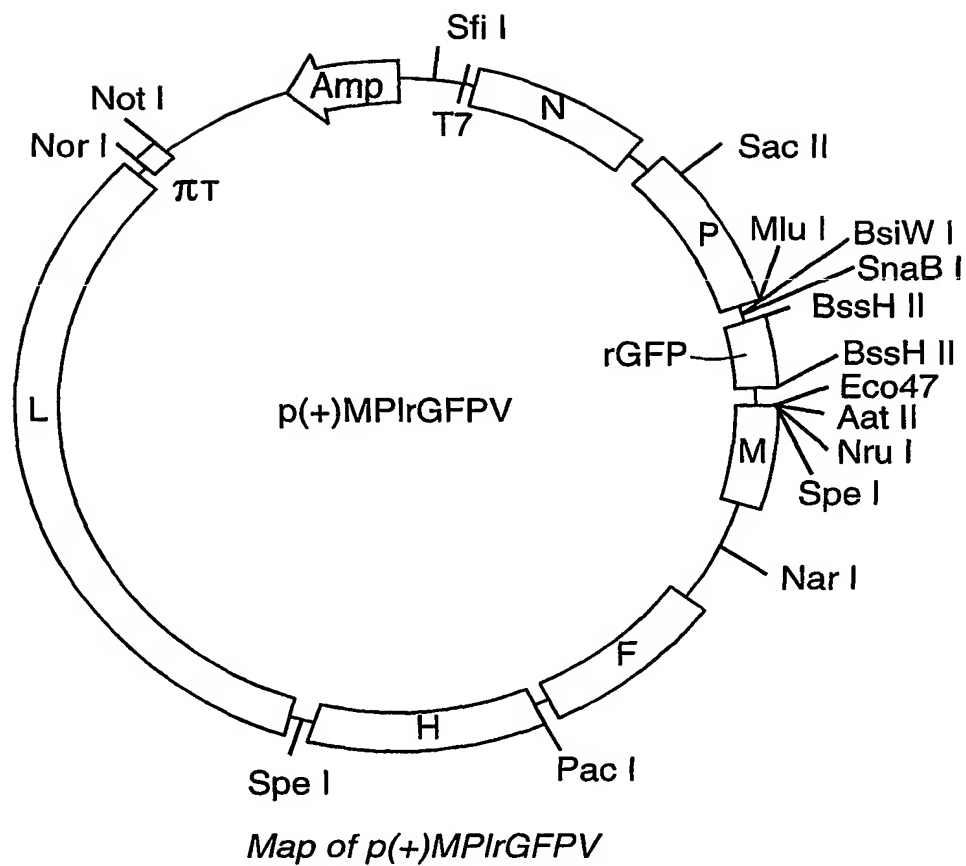 Sfi I
Amp
N
Not I
T7
Nor I
Sac II
πT
P
Mlu I
BsiW I
SnaB I
BssH II
rGFP
BssH II
Eco47
L
p(+)MPIrGFPV
Aat II
M
Nru I
Spe I
Nar I
F
H
Pac I
Spe I
Map of p(+)MPIrGFPV